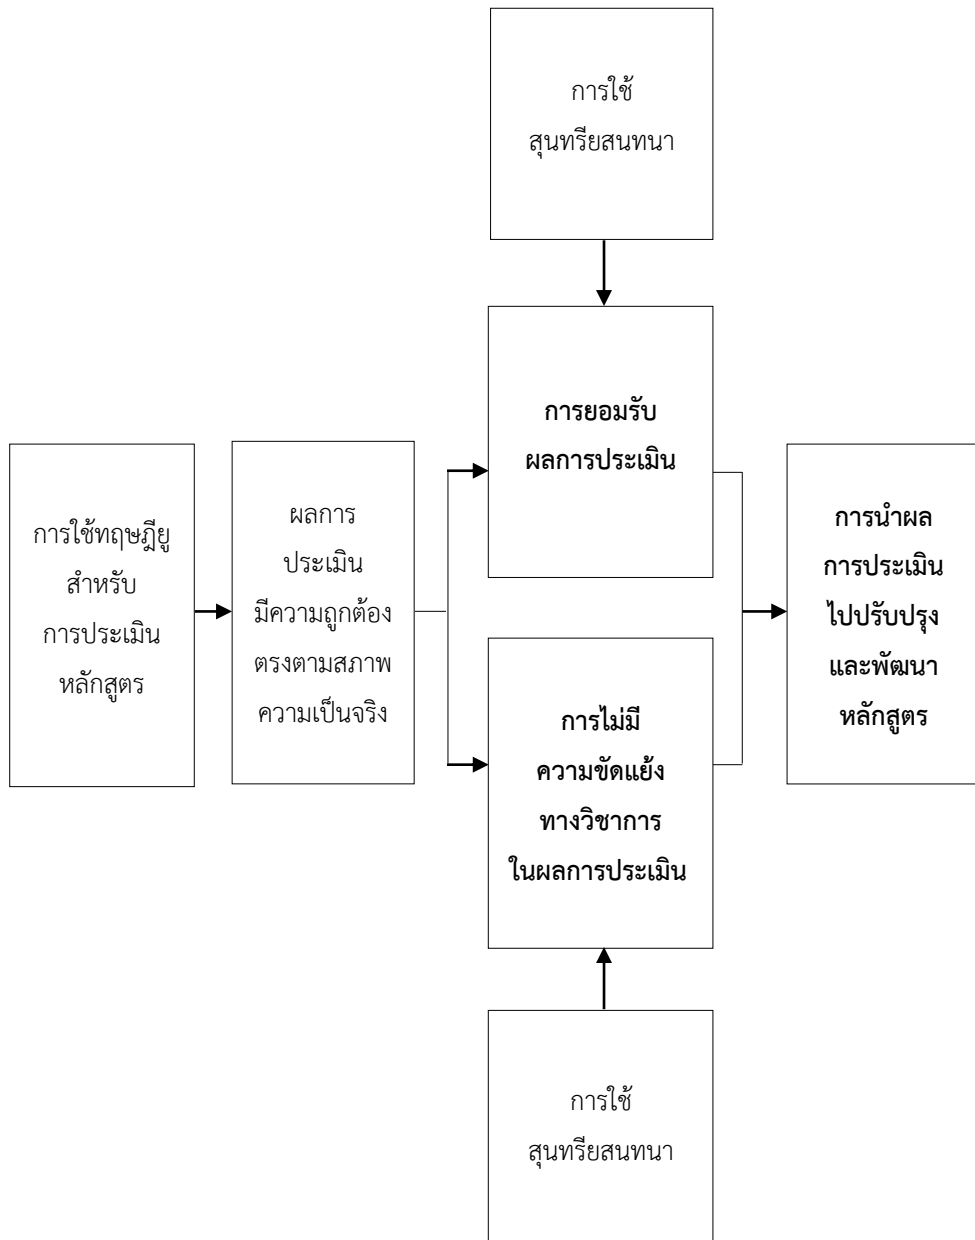 การใช้
สุนทรียสนทนา
การใช้ทฤษฎียู
สำหรับ
การประเมิน
หลักสูตร
ผลการ
ประเมิน
มีความถูกต้อง
ตรงตามสภาพ
ความเป็นจริง
การยอมรับ
ผลการประเมิน
การไม่มี
ความขัดแย้ง
ทางวิชาการ
ในผลการประเมิน
การนำผล
การประเมิน
ไปปรับปรุง
และพัฒนา
หลักสูตร
การใช้
สุนทรียสนทนา